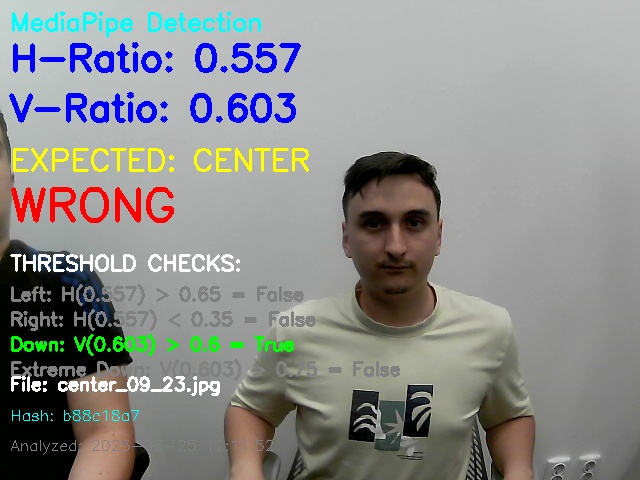 MediaPipe Detection
H-Ratio: 0.557
V-Ratio: 0.603
EXPECTED: CENTER
WRONG
THRESHOLD CHECKS:
Left: H(0.557) > 0.65 = False
Right: H(0.557) < 0.35 = False
Down: V(0.603) > 0.6 = True
Extreme Down: V(0.603) > 0.75 = False
File: center_09_23.jpg
Hash: b88c18a7
Analyzed: